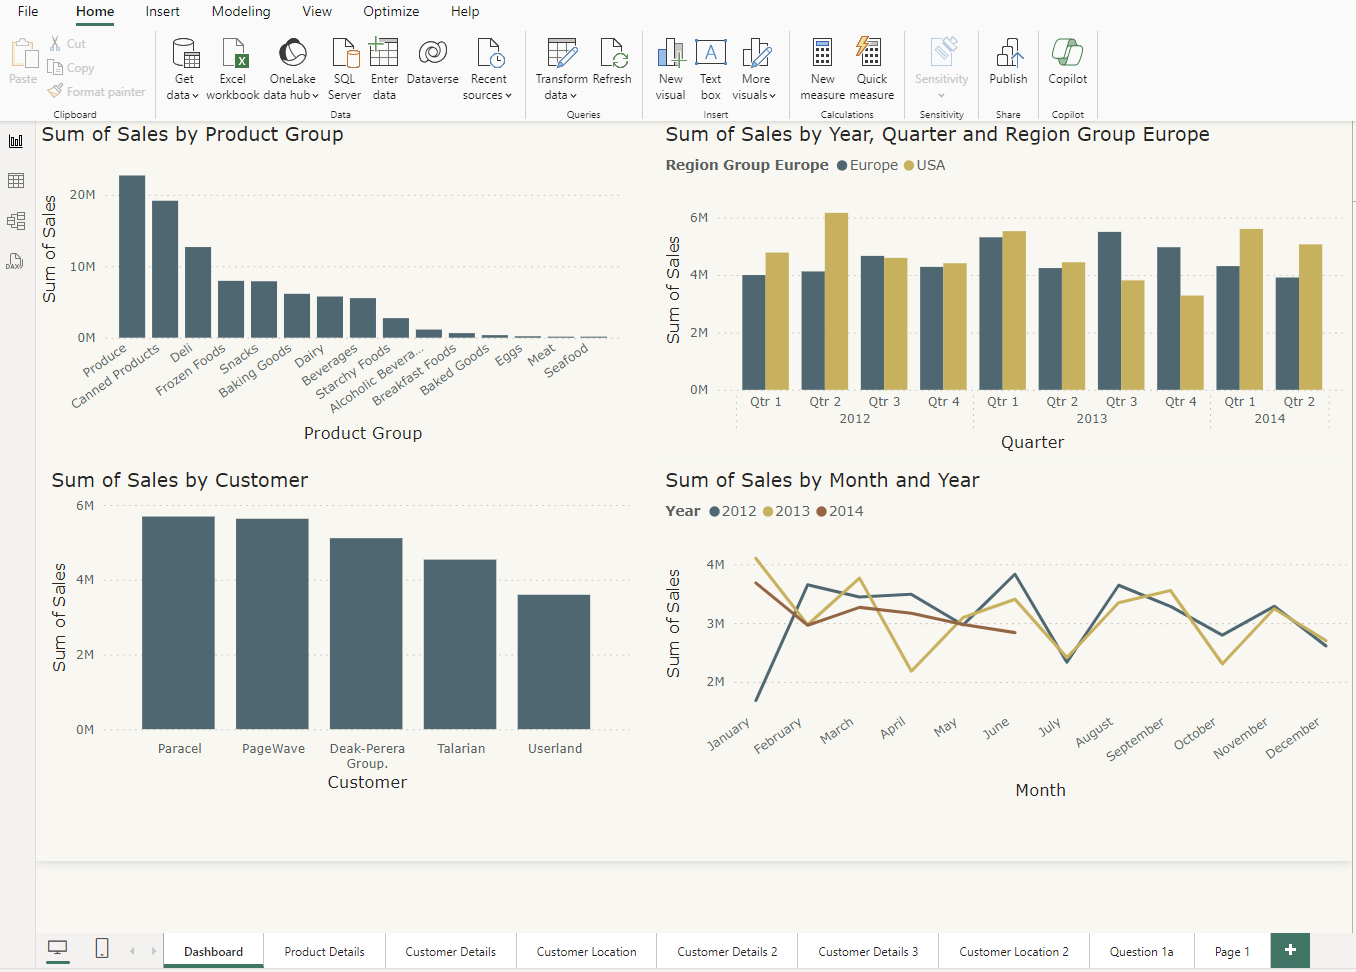 File Home Insert Modeling View Optimize Help
Paste
Cut
Copy
Format painter
Clipboard
Get data
Excel workbook
OneLake data hub
SQL Server
Enter data
Dataverse
Recent sources
Data
Transform data
Refresh
Queries
New visual
Text box
More visuals
Insert
New measure
Quick measure
Calculations
Sensitivity
Sensitivity
Publish
Share
Copilot
Copilot
DAX
Sum of Sales by Product Group
Sum of Sales
20M
10M
0M
Produce
Canned Products
Deli
Frozen Foods
Snacks
Baking Goods
Dairy
Beverages
Starchy Foods
Alcoholic Bevera...
Breakfast Foods
Baked Goods
Eggs
Meat
Seafood
Product Group
Sum of Sales by Year, Quarter and Region Group Europe
Region Group Europe Europe USA
Sum of Sales
6M
4M
2M
0M
Qtr 1 Qtr 2 Qtr 3 Qtr 4 Qtr 1 Qtr 2 Qtr 3 Qtr 4 Qtr 1 Qtr 2
2012 2013 2014
Quarter
Sum of Sales by Customer
Sum of Sales
6M
4M
2M
0M
Paracel PageWave Deak-Perera Group. Talarian Userland
Customer
Sum of Sales by Month and Year
Year 2012 2013 2014
Sum of Sales
4M
3M
2M
January
February
March
April
May
June
July
August
September
October
November
December
Month
Dashboard Product Details Customer Details Customer Location Customer Details 2 Customer Details 3 Customer Location 2 Question 1a Page 1 +